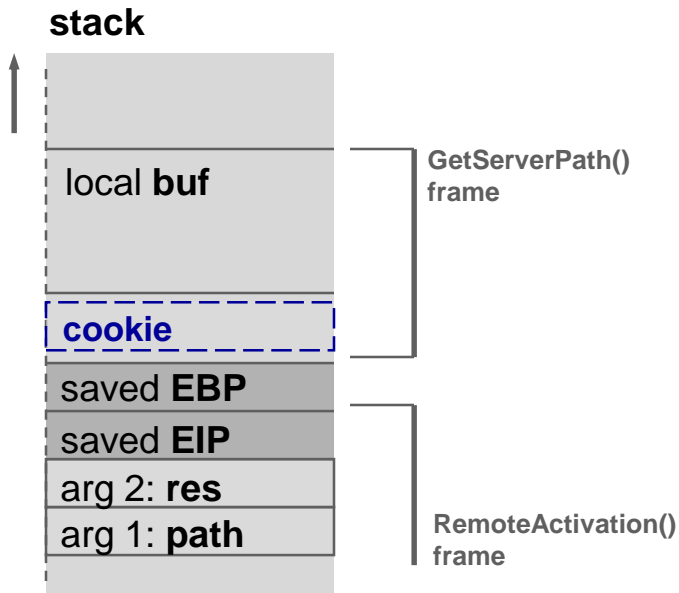 stack
GetServerPath()
frame
local buf
cookie
saved EBP
saved EIP
arg 2: res
arg 1: path
RemoteActivation()
frame